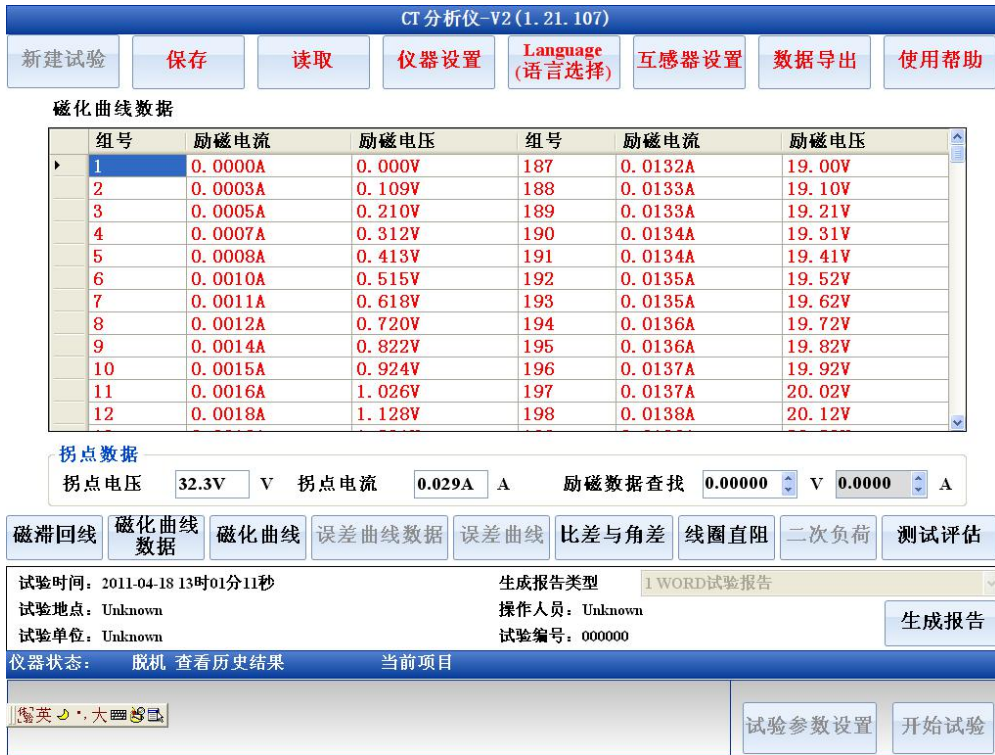 CT分析仪-V2(1.21.107)
新建试验 保存 读取 仪器设置 Language (语言选择) 互感器设置 数据导出 使用帮助
磁化曲线数据
组号 励磁电流 励磁电压 组号 励磁电流 励磁电压
1 0.0000A 0.000V 187 0.0132A 19.00V
2 0.0003A 0.109V 188 0.0133A 19.10V
3 0.0005A 0.210V 189 0.0133A 19.21V
4 0.0007A 0.312V 190 0.0134A 19.31V
5 0.0008A 0.413V 191 0.0134A 19.41V
6 0.0010A 0.515V 192 0.0135A 19.52V
7 0.0011A 0.618V 193 0.0135A 19.62V
8 0.0012A 0.720V 194 0.0136A 19.72V
9 0.0014A 0.822V 195 0.0136A 19.82V
10 0.0015A 0.924V 196 0.0137A 19.92V
11 0.0016A 1.026V 197 0.0137A 20.02V
12 0.0018A 1.128V 198 0.0138A 20.12V
拐点数据
拐点电压 32.3V V 拐点电流 0.029A A 励磁数据查找 0.00000 V 0.0000 A
磁滞回线 磁化曲线数据 磁化曲线 误差曲线数据 误差曲线 比差与角差 线圈直阻 二次负荷 测试评估
试验时间：2011-04-18 13时01分11秒 生成报告类型 1 WORD试验报告
试验地点：Unknown 操作人员：Unknown
试验单位：Unknown 试验编号：000000 生成报告
仪器状态： 脱机 查看历史结果 当前项目
英 大
试验参数设置 开始试验